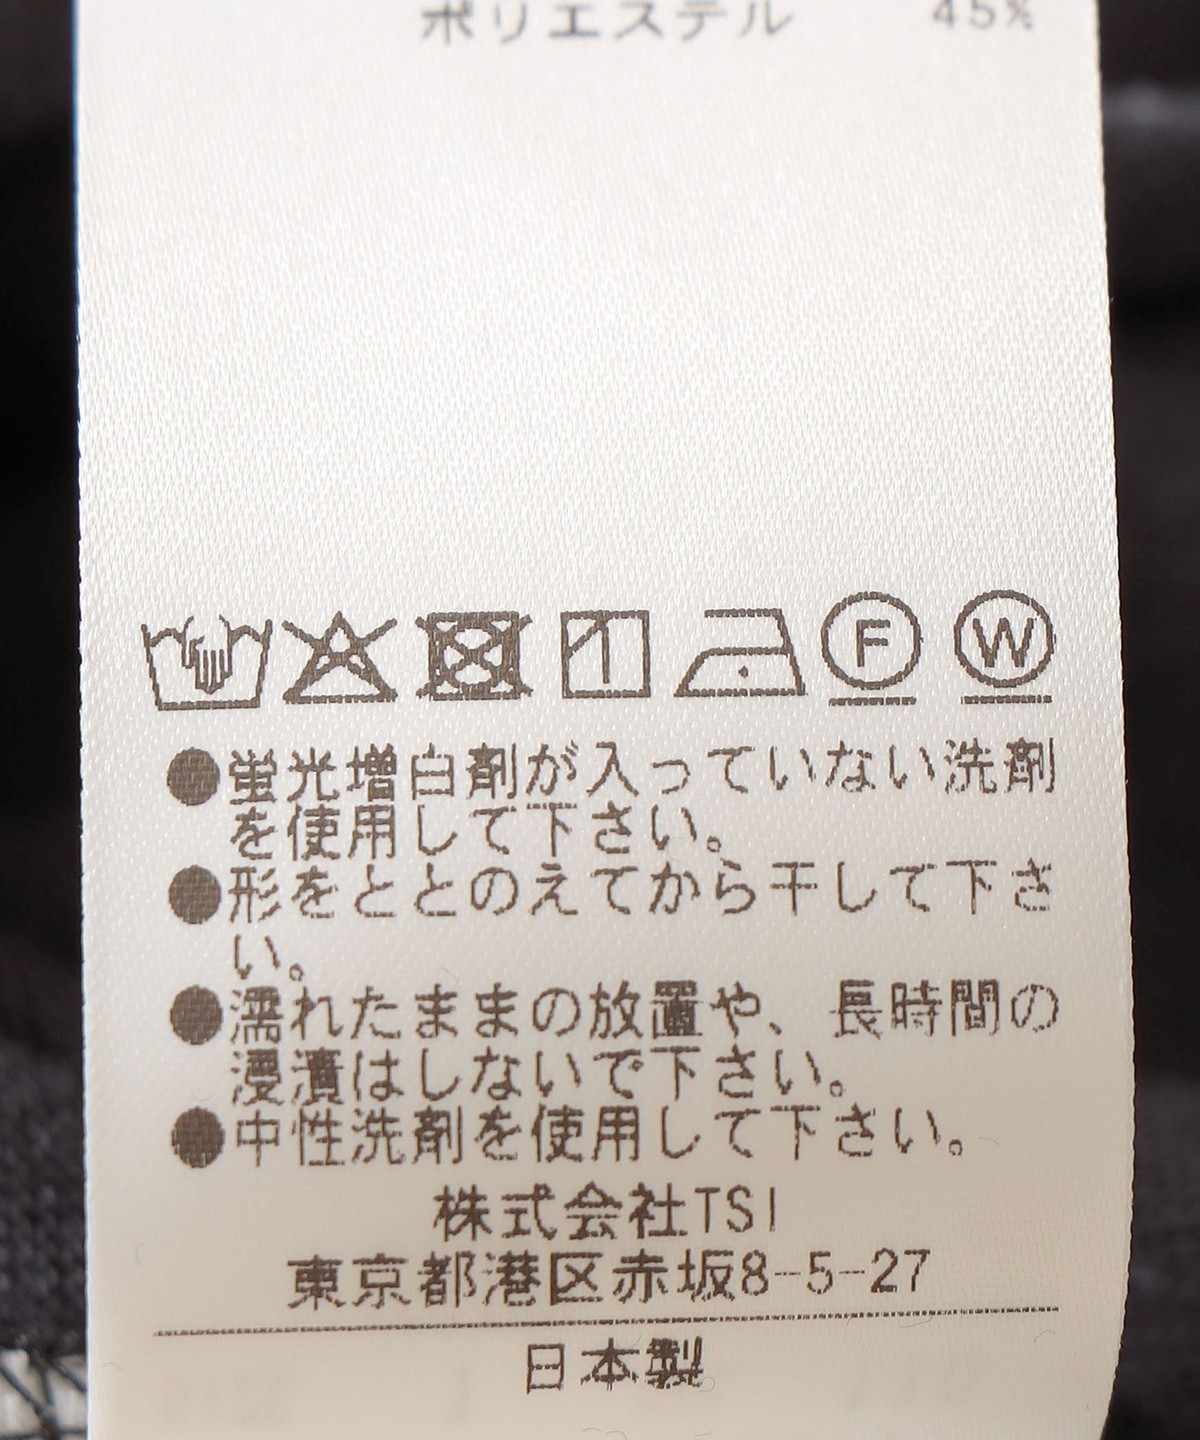 ポリエステル 45%
F W
●蛍光増白剤が入っていない洗剤
を使用して下さい。
●形をととのえてから干して下さ
い。
●濡れたままの放置や、長時間の
浸漬はしないで下さい。
●中性洗剤を使用して下さい。
株式会社TSI
東京都港区赤坂8-5-27
日本製